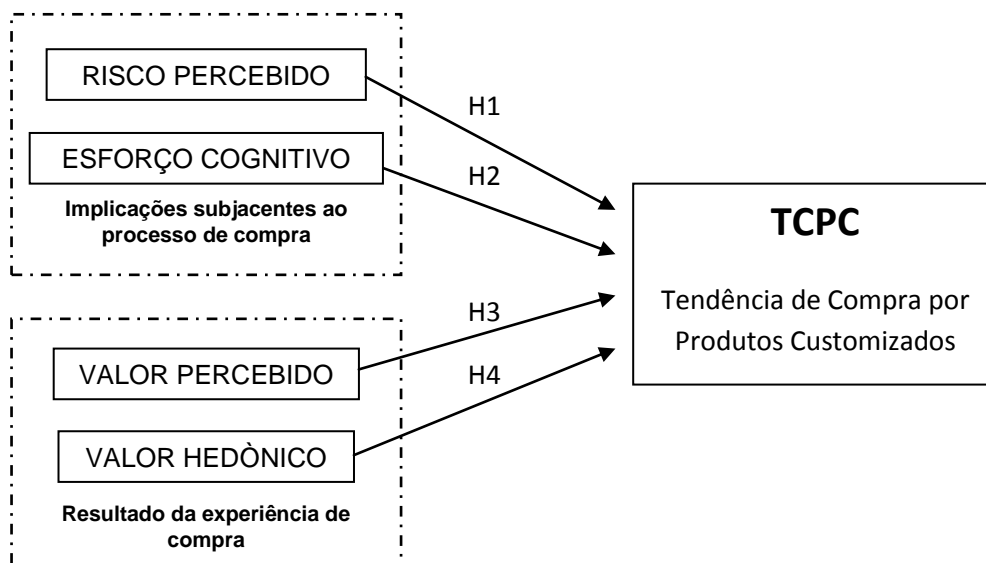 RISCO PERCEBIDO
ESFORÇO COGNITIVO
Implicações subjacentes ao
processo de compra
H1
H2
VALOR PERCEBIDO
VALOR HEDÒNICO
Resultado da experiência de
compra
H3
H4
TCPC
Tendência de Compra por
Produtos Customizados